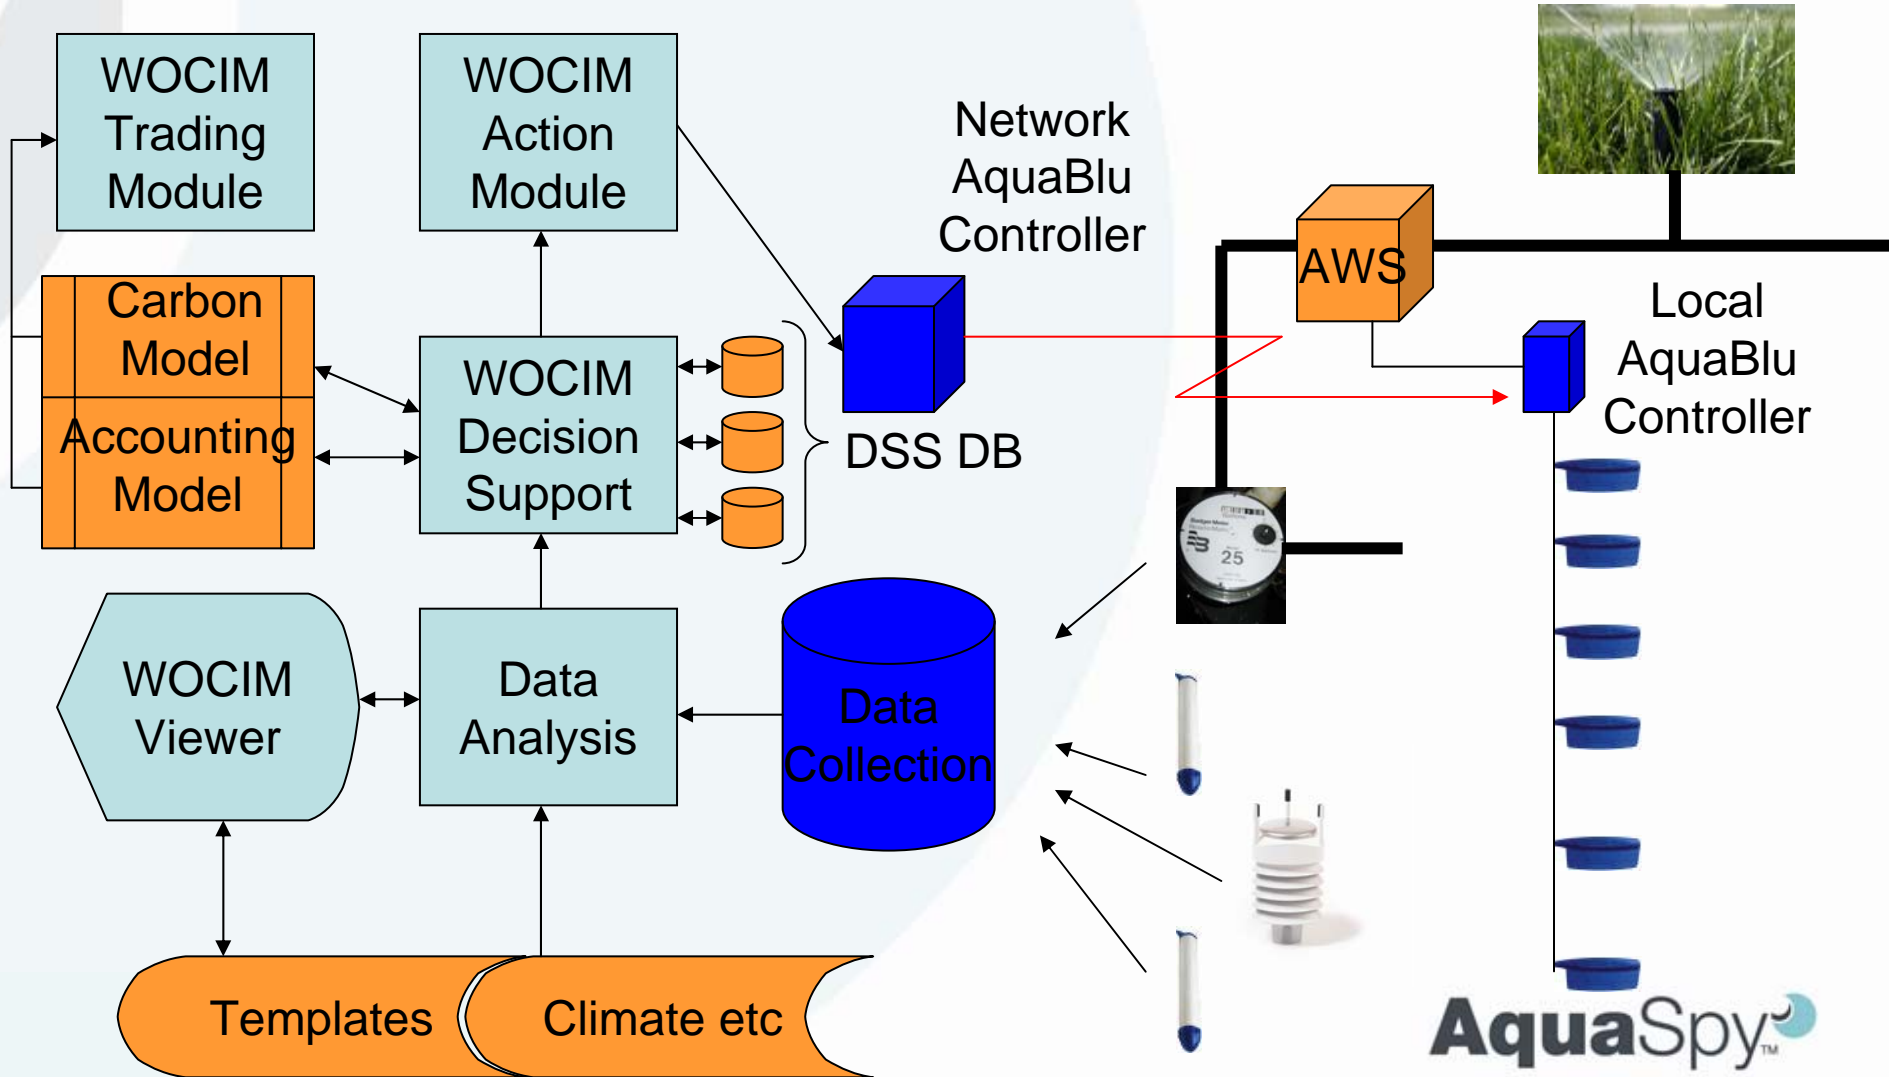 WOCIM
Trading
Module
WOCIM
Action
Module
Network
AquaBlu
Controller
AWS
Carbon
Model
Accounting
Model
WOCIM
Decision
Support
DSS DB
Local
AquaBlu
Controller
25
WOCIM
Viewer
Data
Analysis
Data
Collection
Templates
Climate etc
AquaSpy™